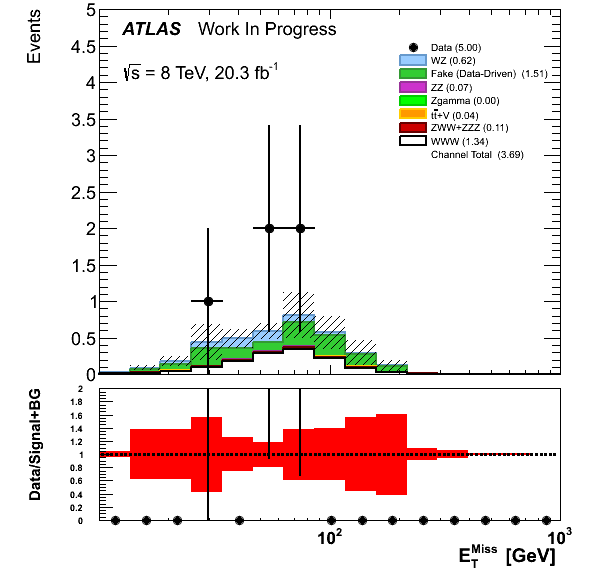 Events
5
4.5
4
3.5
3
2.5
2
1.5
1
0.5
0
ATLAS Work In Progress
√s = 8 TeV, 20.3 fb⁻¹
Data (5.00)
WZ (0.62)
Fake (Data-Driven) (1.51)
ZZ (0.07)
Zgamma (0.00)
tt̄+V (0.04)
ZWW+ZZZ (0.11)
WWW (1.34)
Channel Total (3.69)
Data/Signal+BG
2
1.8
1.6
1.4
1.2
1
0.8
0.6
0.4
0.2
0
10² 10³
E_T^Miss [GeV]